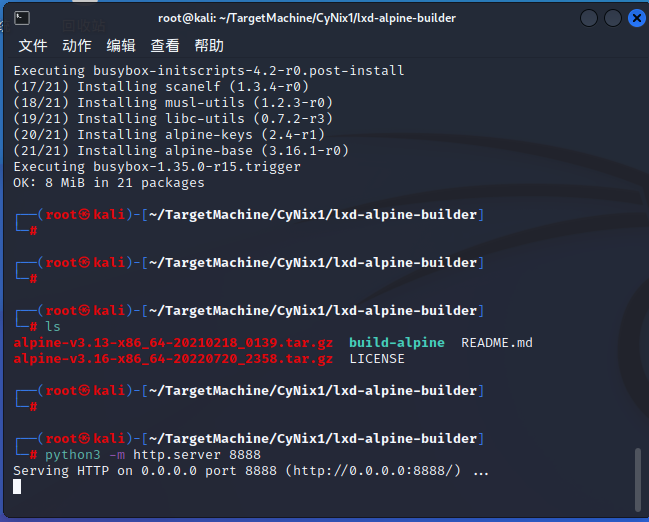 root@kali: ~/TargetMachine/CyNix1/lxd-alpine-builder
文件 动作 编辑 查看 帮助
Executing busybox-initscripts-4.2-r0.post-install
(17/21) Installing scanelf (1.3.4-r0)
(18/21) Installing musl-utils (1.2.3-r0)
(19/21) Installing libc-utils (0.7.2-r3)
(20/21) Installing alpine-keys (2.4-r1)
(21/21) Installing alpine-base (3.16.1-r0)
Executing busybox-1.35.0-r15.trigger
OK: 8 MiB in 21 packages
┌──(root㉿kali)-[~/TargetMachine/CyNix1/lxd-alpine-builder]
└─#
┌──(root㉿kali)-[~/TargetMachine/CyNix1/lxd-alpine-builder]
└─#
┌──(root㉿kali)-[~/TargetMachine/CyNix1/lxd-alpine-builder]
└─# ls
alpine-v3.13-x86_64-20210218_0139.tar.gz  build-alpine  README.md
alpine-v3.16-x86_64-20220720_2358.tar.gz  LICENSE
┌──(root㉿kali)-[~/TargetMachine/CyNix1/lxd-alpine-builder]
└─#
┌──(root㉿kali)-[~/TargetMachine/CyNix1/lxd-alpine-builder]
└─# python3 -m http.server 8888
Serving HTTP on 0.0.0.0 port 8888 (http://0.0.0.0:8888/) ...